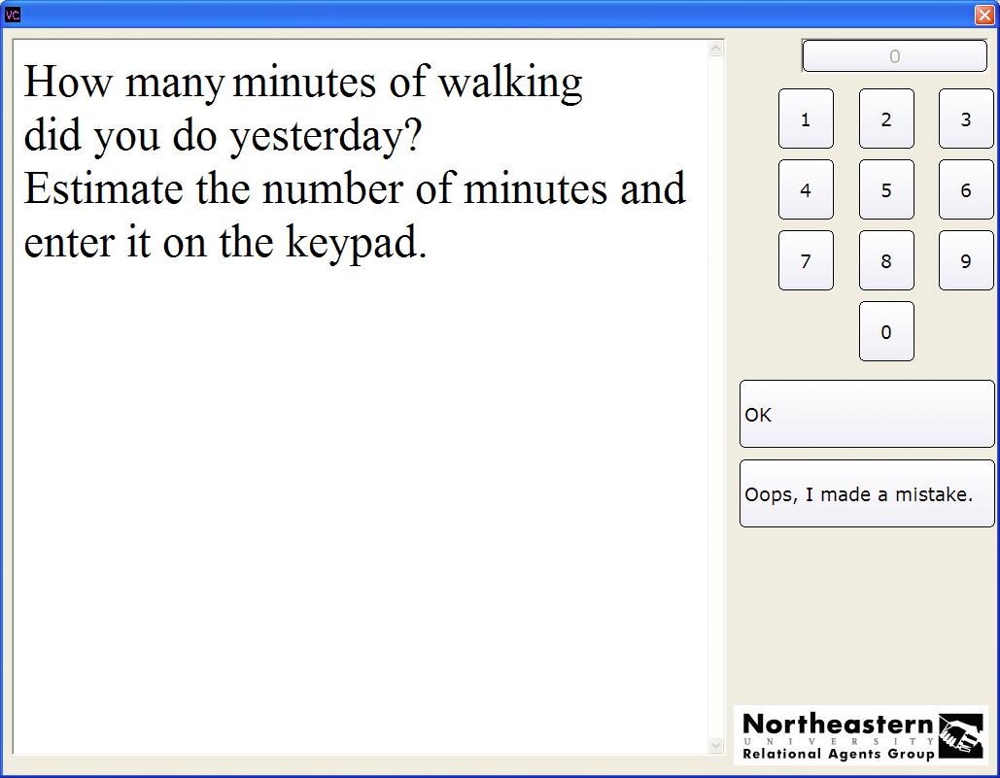 VC
How many minutes of walking
did you do yesterday?
Estimate the number of minutes and
enter it on the keypad.
0
1 2 3
4 5 6
7 8 9
0
OK
Oops, I made a mistake.
Northeastern
UNIVERSITY
Relational Agents Group